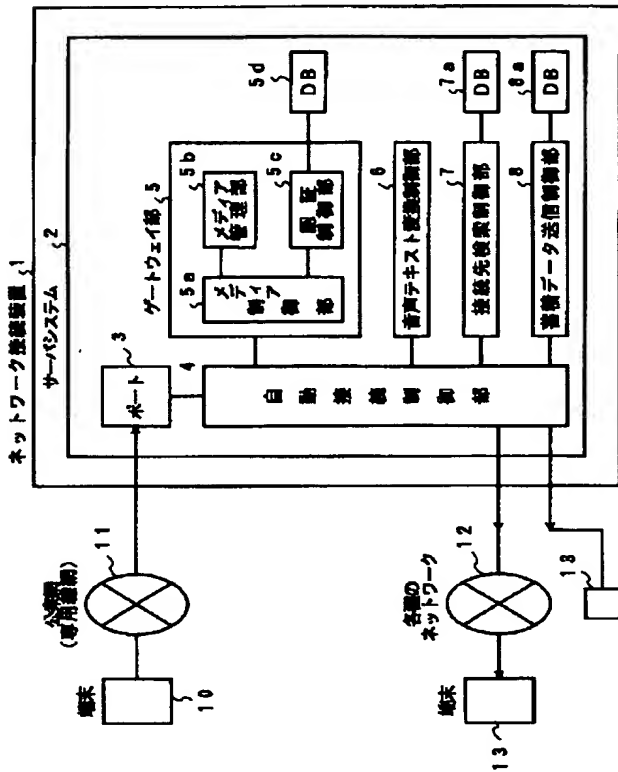 ネットワーク接続装置 1
サーバシステム 2
ポート
3
4
自動接続制御部
ゲートウェイ部 5
5a
メディア制御部
5b
メディア管理部
5c
認証制御部
5d
DB
6
音声テキスト変換制御部
7
接続先検索制御部
7a
DB
8
蓄積データ送信制御部
8a
DB
公衆網
(専用線網)
11
端末
10
各種の
ネットワーク
12
端末
13
13